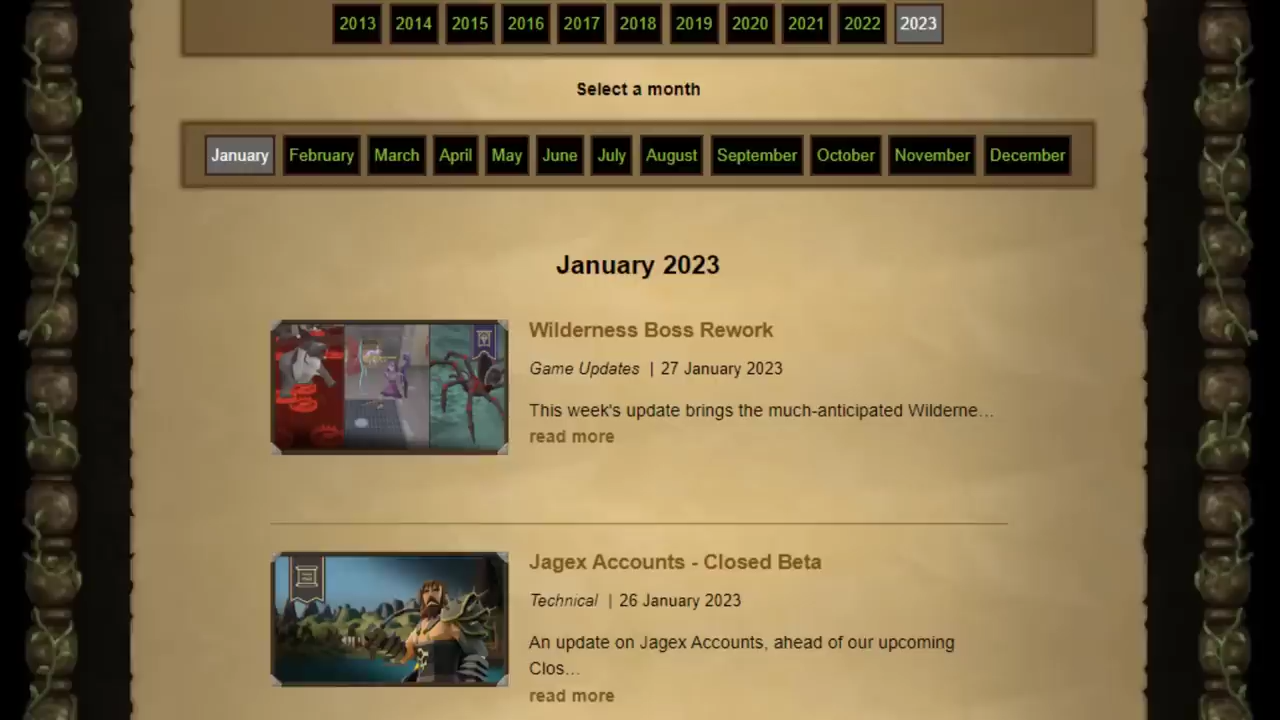 2013 2014 2015 2016 2017 2018 2019 2020 2021 2022 2023
Select a month
January February March April May June July August September October November December
January 2023
Wilderness Boss Rework
Game Updates | 27 January 2023
This week's update brings the much-anticipated Wilderne...
read more
Jagex Accounts - Closed Beta
Technical | 26 January 2023
An update on Jagex Accounts, ahead of our upcoming
Clos...
read more